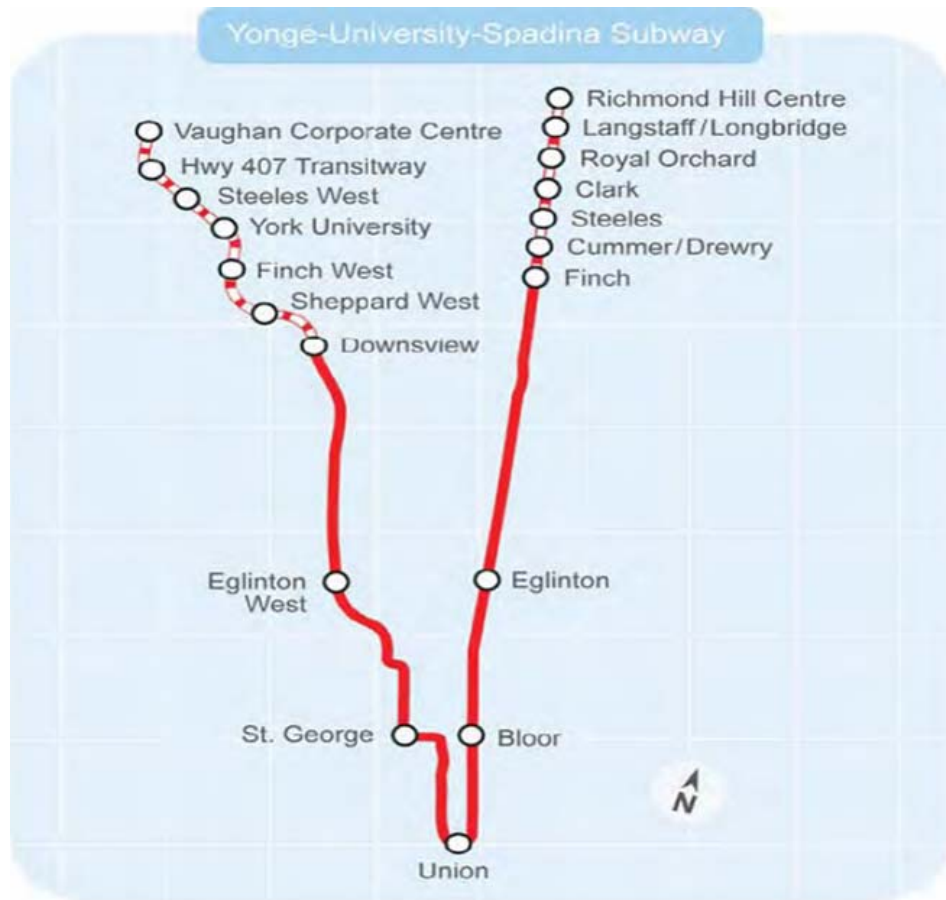 Yonge-University-Spadina Subway
Richmond Hill Centre
Langstaff/Longbridge
Royal Orchard
Clark
Steeles
Cummer/Drewry
Finch
Vaughan Corporate Centre
Hwy 407 Transitway
Steeles West
York University
Finch West
Sheppard West
Downsview
Eglinton
West
Eglinton
St. George
Bloor
N
Union